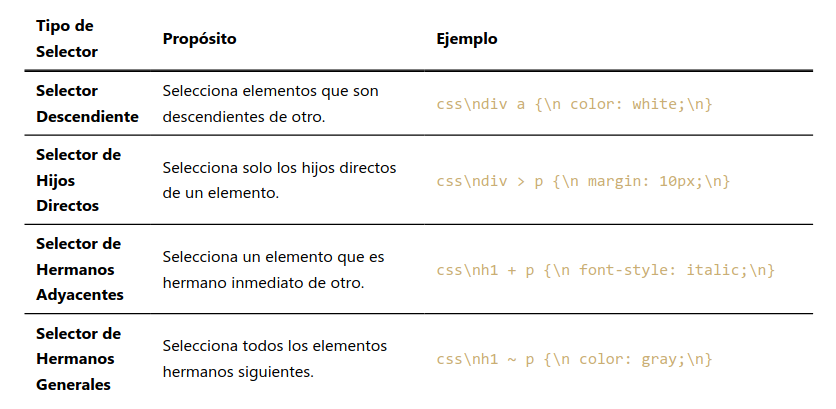 Tipo de
Selector
Propósito
Ejemplo
Selector
Descendiente
Selecciona elementos que son
descendientes de otro.
css\ndiv a {\n color: white;\n}
Selector de
Hijos
Directos
Selecciona solo los hijos directos
de un elemento.
css\ndiv > p {\n margin: 10px;\n}
Selector de
Hermanos
Adyacentes
Selecciona un elemento que es
hermano inmediato de otro.
css\nh1 + p {\n font-style: italic;\n}
Selector de
Hermanos
Generales
Selecciona todos los elementos
hermanos siguientes.
css\nh1 ~ p {\n color: gray;\n}